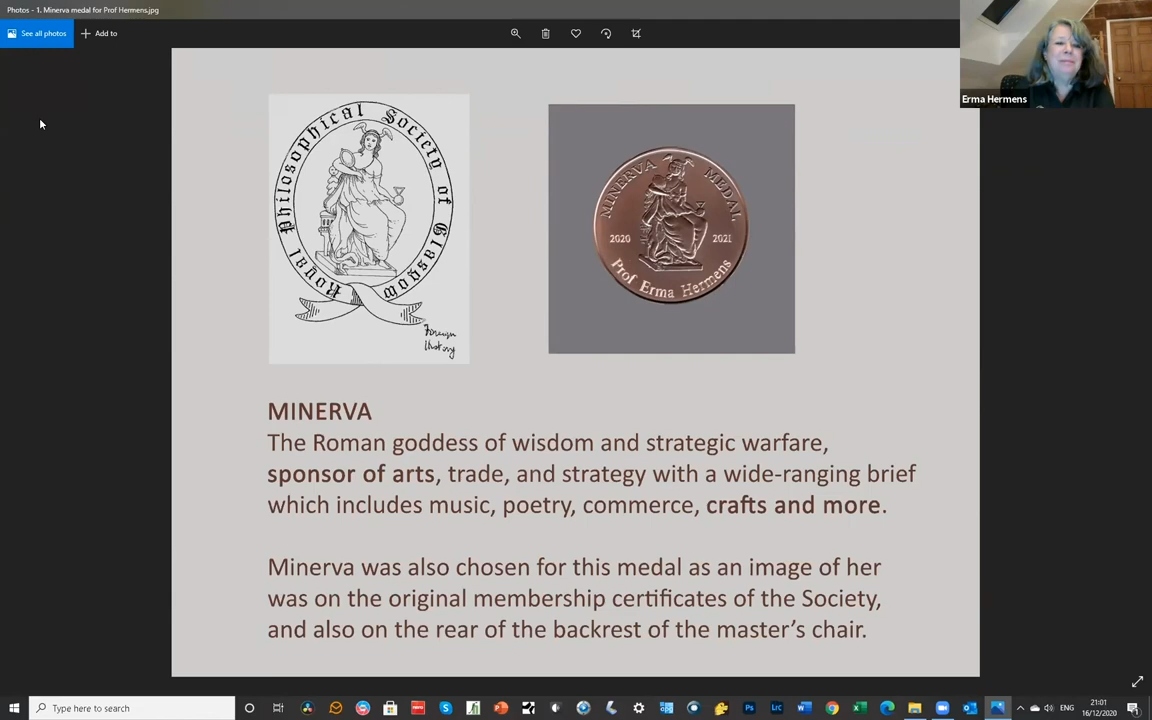 Photos - 1. Minerva medal for Prof Hermens.jpg
See all photos
Add to
Erma Hermens
Royal Philosophical Society of Glasgow
Foreign
History
MINERVA MEDAL
2020 2021
Prof Erma Hermens
MINERVA
The Roman goddess of wisdom and strategic warfare,
sponsor of arts, trade, and strategy with a wide-ranging brief
which includes music, poetry, commerce, crafts and more.
Minerva was also chosen for this medal as an image of her
was on the original membership certificates of the Society,
and also on the rear of the backrest of the master's chair.
Type here to search
ENG
21:01
16/12/2020